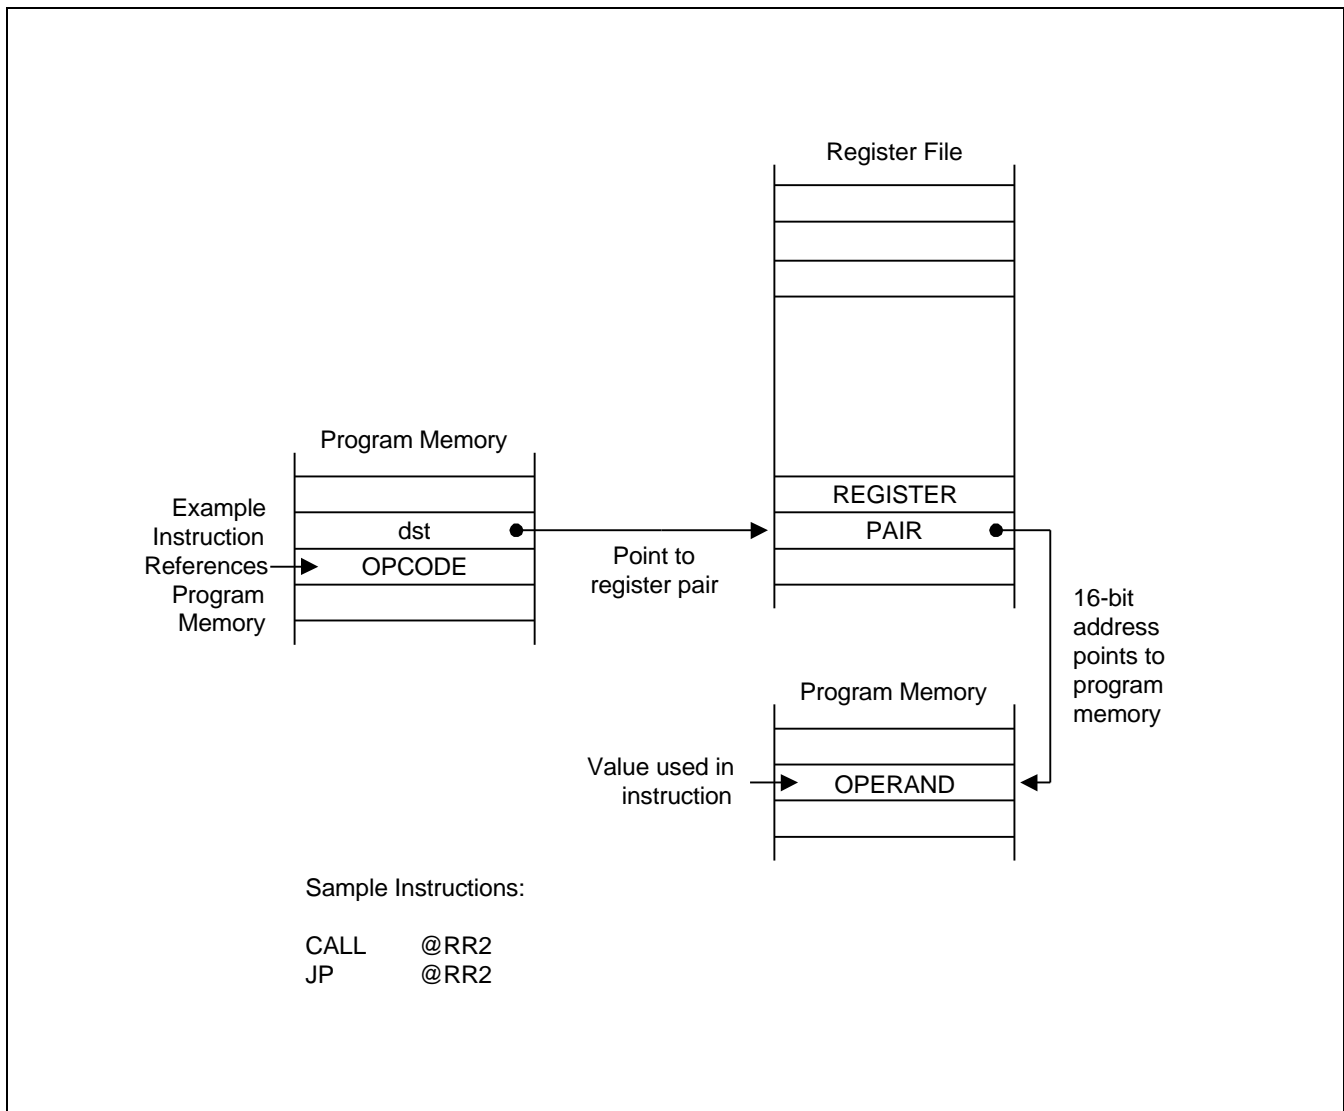 Register File
Program Memory
REGISTER
Example
Instruction
References
Program
Memory
dst
OPCODE
Point to
register pair
PAIR
16-bit
address
points to
program
memory
Program Memory
Value used in
instruction
OPERAND
Sample Instructions:
CALL @RR2
JP @RR2